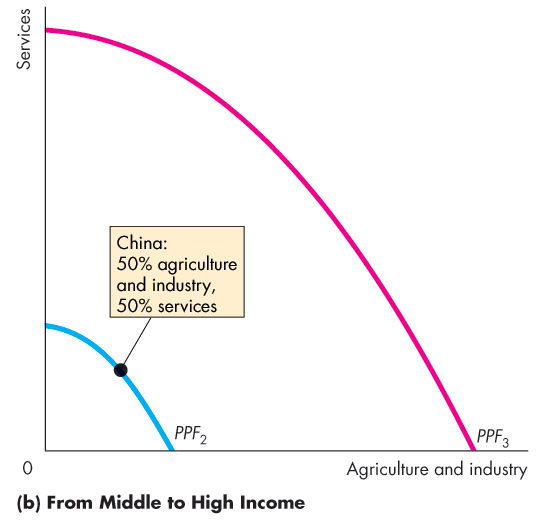 Services
China:
50% agriculture
and industry,
50% services
PPF2
PPF3
0
Agriculture and industry
(b) From Middle to High Income